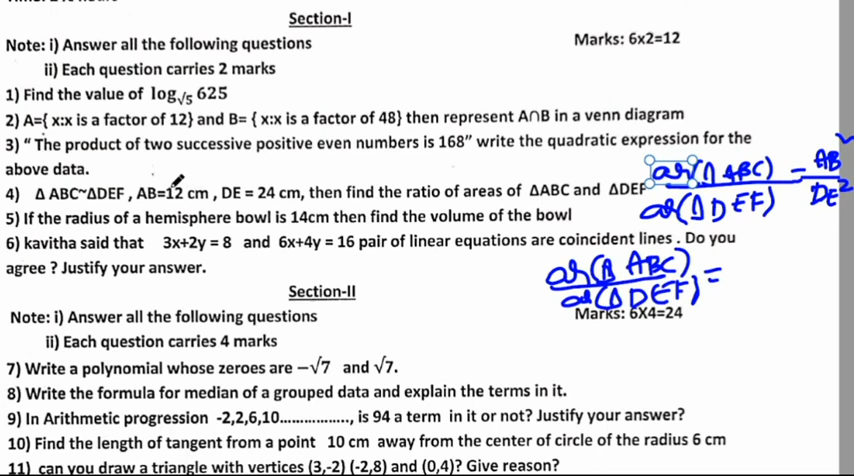 Section-I
Note: i) Answer all the following questions Marks: 6x2=12
ii) Each question carries 2 marks
1) Find the value of log√5 625
2) A={ x:x is a factor of 12} and B= { x:x is a factor of 48} then represent A∩B in a venn diagram
3) “ The product of two successive positive even numbers is 168” write the quadratic expression for the
above data.
4) Δ ABC~ΔDEF , AB=12 cm , DE = 24 cm, then find the ratio of areas of ΔABC and ΔDEF
ar(Δ ABC) = AB²
ar(Δ DEF) DE²
5) If the radius of a hemisphere bowl is 14cm then find the volume of the bowl
6) kavitha said that 3x+2y = 8 and 6x+4y = 16 pair of linear equations are coincident lines . Do you
agree ? Justify your answer.
ar(Δ ABC) =
ar(Δ DEF)
Section-II
Note: i) Answer all the following questions Marks: 6X4=24
ii) Each question carries 4 marks
7) Write a polynomial whose zeroes are −√7 and √7.
8) Write the formula for median of a grouped data and explain the terms in it.
9) In Arithmetic progression -2,2,6,10.................., is 94 a term in it or not? Justify your answer?
10) Find the length of tangent from a point 10 cm away from the center of circle of the radius 6 cm
11) can you draw a triangle with vertices (3,-2) (-2,8) and (0,4)? Give reason?